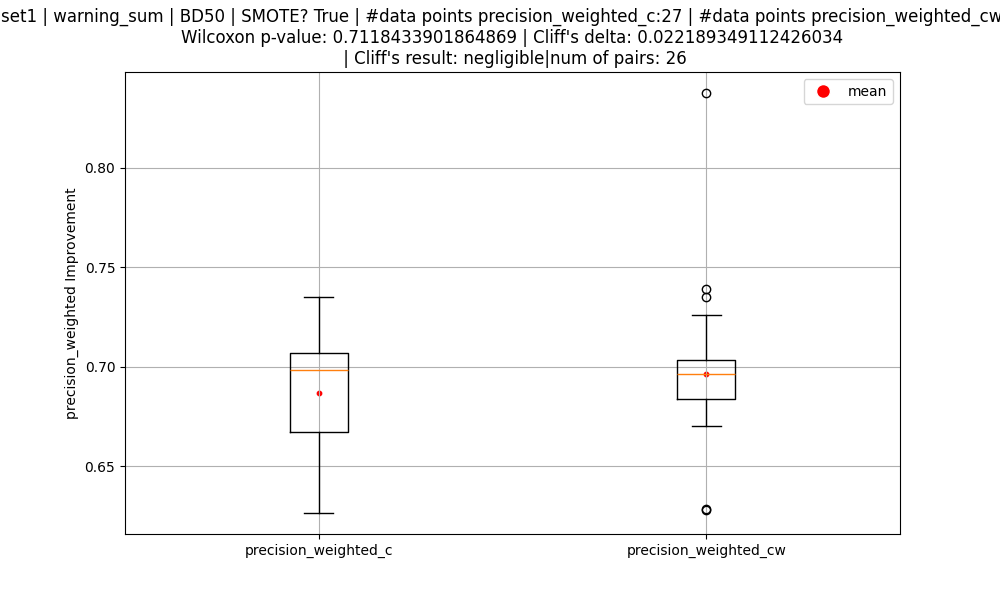 set1 | warning_sum | BD50 | SMOTE? True | #data points precision_weighted_c:27 | #data points precision_weighted_cw
Wilcoxon p-value: 0.7118433901864869 | Cliff's delta: 0.022189349112426034
| Cliff's result: negligible|num of pairs: 26
mean
precision_weighted Improvement
0.80
0.75
0.70
0.65
precision_weighted_c
precision_weighted_cw